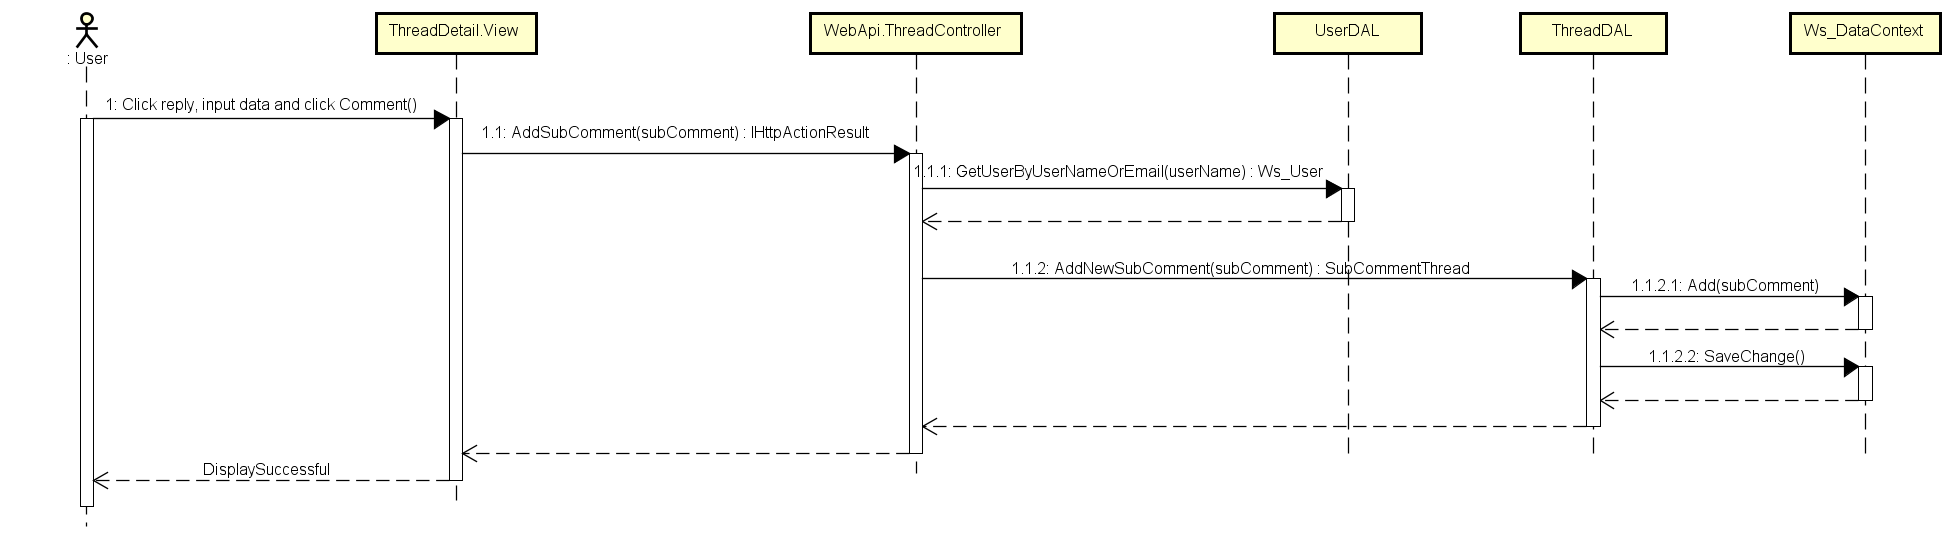 : User
ThreadDetail.View
WebApi.ThreadController
UserDAL
ThreadDAL
Ws_DataContext
1: Click reply, input data and click Comment()
1.1: AddSubComment(subComment) : IHttpActionResult
1.1.1: GetUserByUserNameOrEmail(userName) : Ws_User
1.1.2: AddNewSubComment(subComment) : SubCommentThread
1.1.2.1: Add(subComment)
1.1.2.2: SaveChange()
DisplaySuccessful